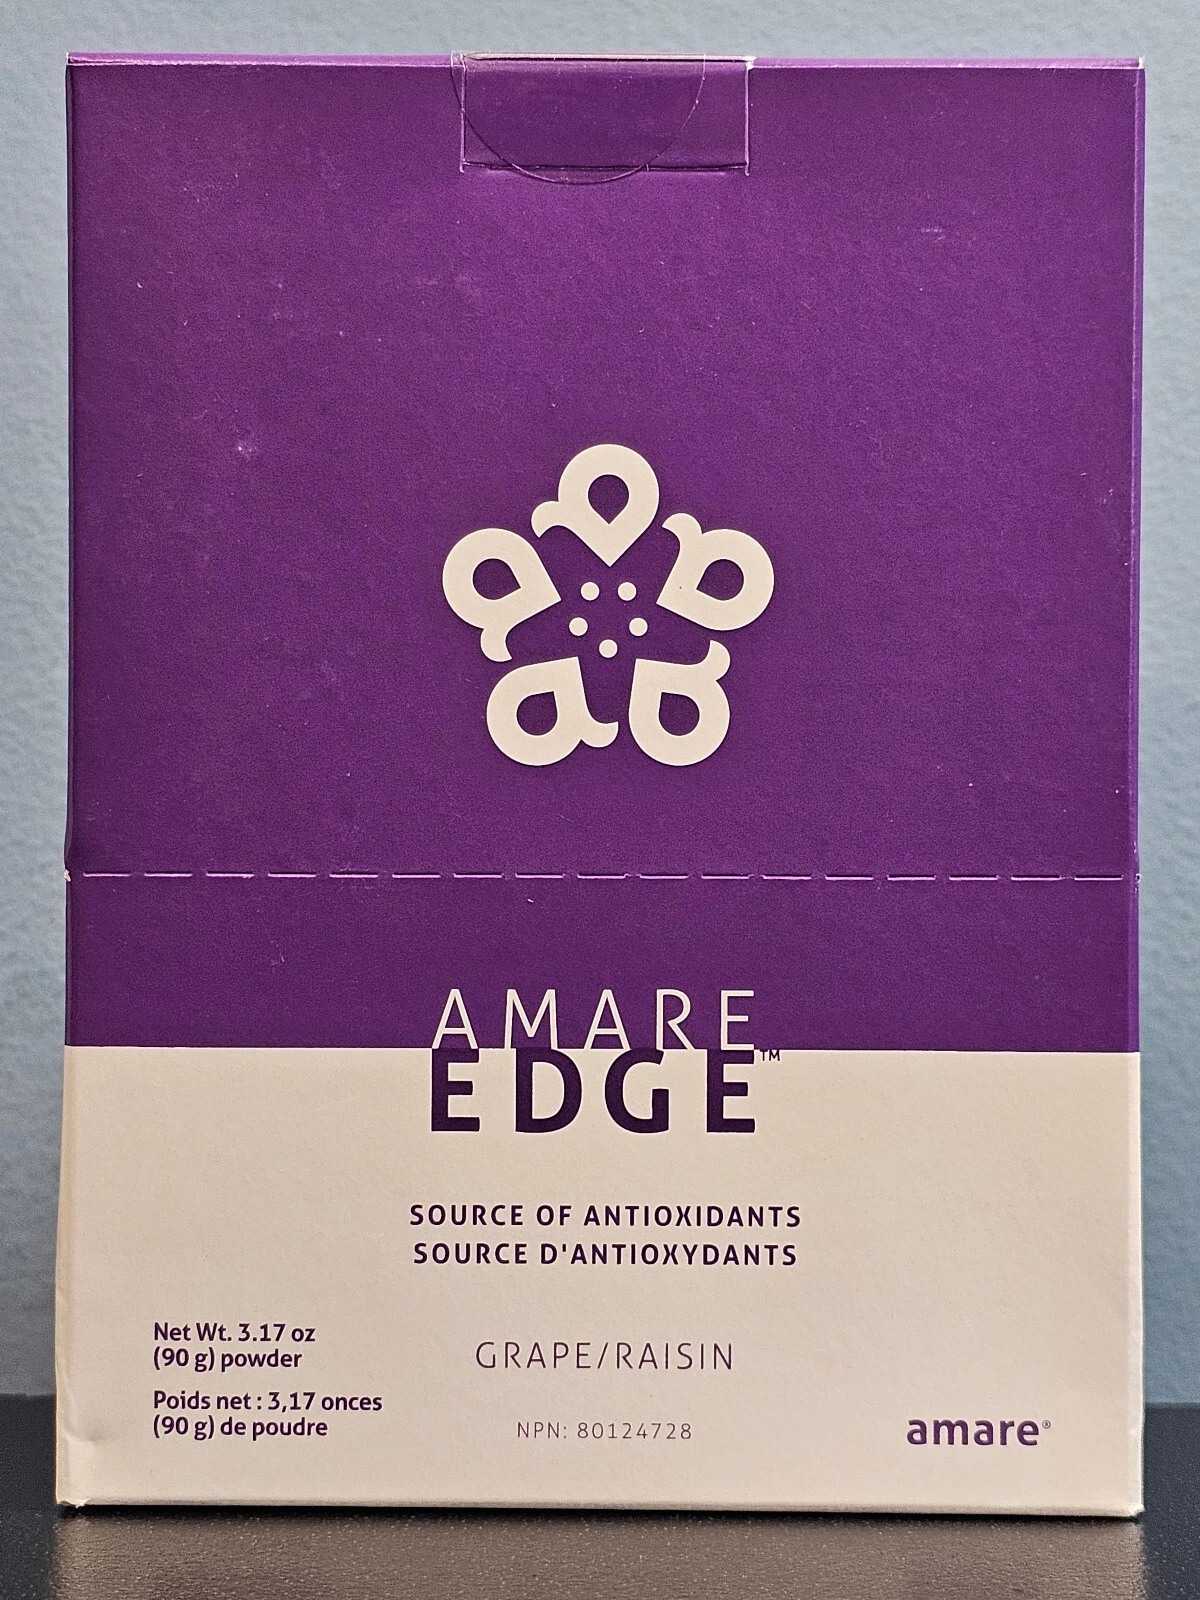 AMARE
EDGE™
SOURCE OF ANTIOXIDANTS
SOURCE D'ANTIOXYDANTS
Net Wt. 3.17 oz
(90 g) powder
Poids net : 3,17 onces
(90 g) de poudre
GRAPE/RAISIN
NPN: 80124728
amare®